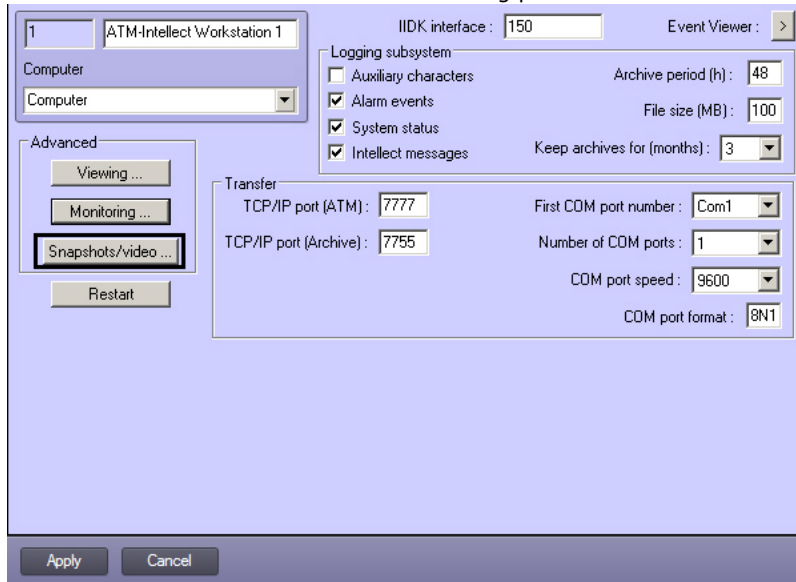 1 ATM-Intellect Workstation 1
Computer
Computer
IIDK interface : 150
Event Viewer : >
Logging subsystem
Auxiliary characters
Alarm events
System status
Intellect messages
Archive period (h) : 48
File size (MB) : 100
Keep archives for (months) : 3
Advanced
Viewing ...
Monitoring ...
Snapshots/video ...
Restart
Transfer
TCP/IP port (ATM) : 7777
TCP/IP port (Archive) : 7755
First COM port number : Com1
Number of COM ports : 1
COM port speed : 9600
COM port format : 8N1
Apply Cancel